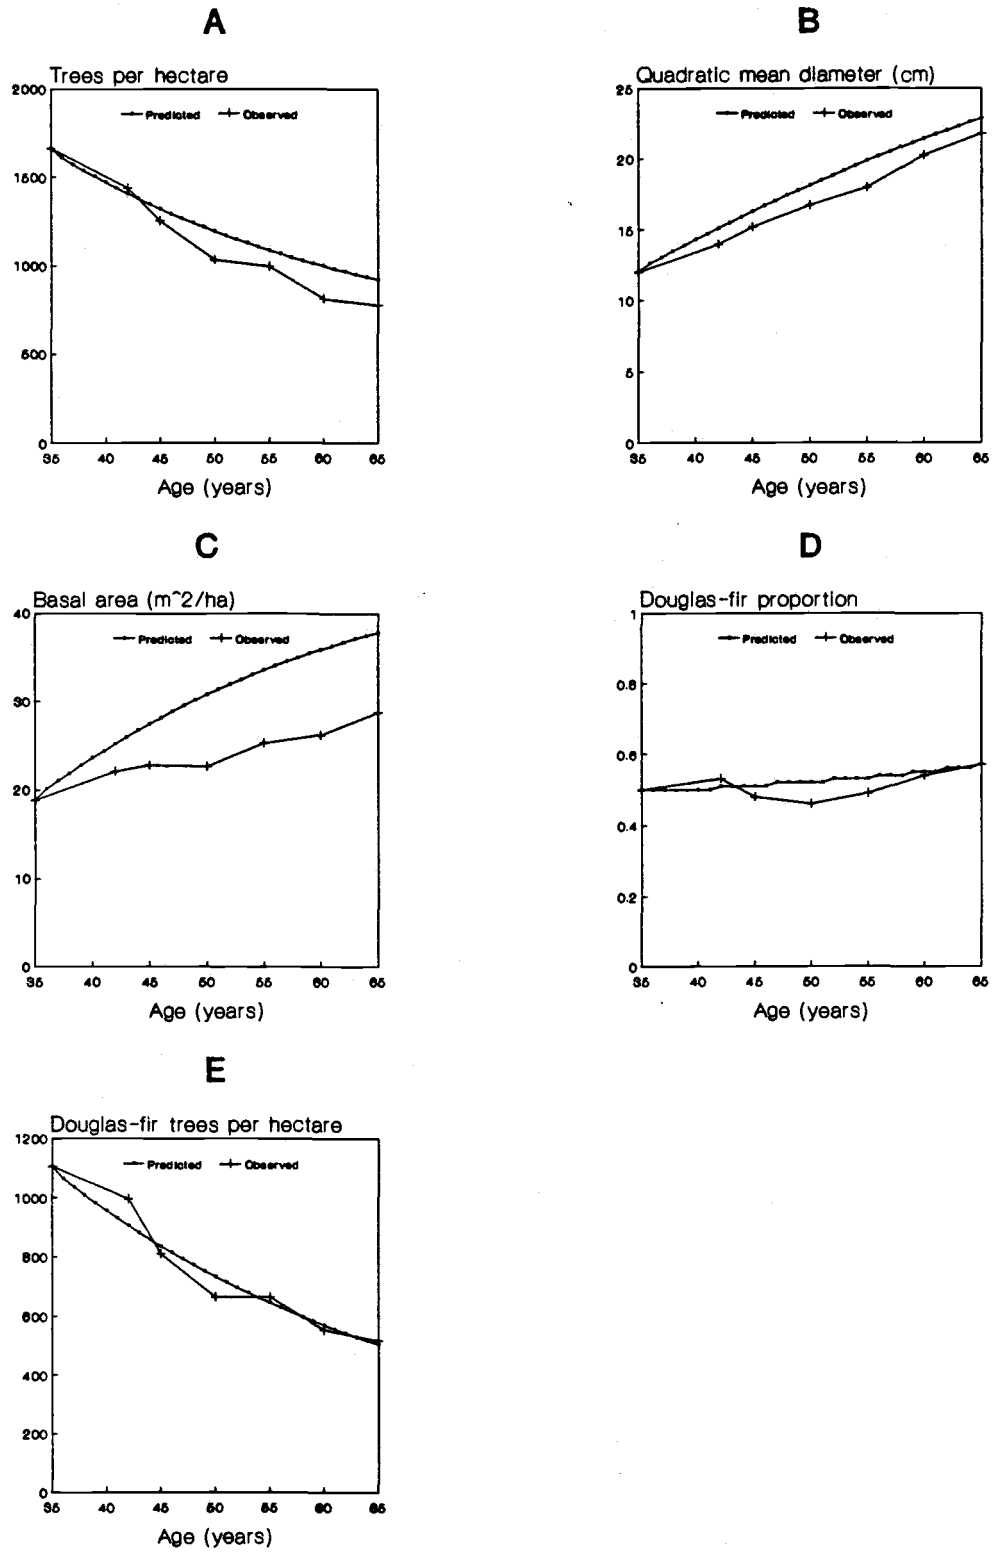 A
Trees per hectare
Predicted Observed
2000
1500
1000
500
0
35 40 45 50 55 60 65
Age (years)
B
Quadratic mean diameter (cm)
Predicted Observed
25
20
15
10
5
0
35 40 45 50 55 60 65
Age (years)
C
Basal area (m^2/ha)
Predicted Observed
40
30
20
10
0
35 40 45 50 55 60 65
Age (years)
D
Douglas-fir proportion
Predicted Observed
1
0.8
0.6
0.4
0.2
0
35 40 45 50 55 60 65
Age (years)
E
Douglas-fir trees per hectare
Predicted Observed
1200
1000
800
600
400
200
0
35 40 45 50 55 60 65
Age (years)